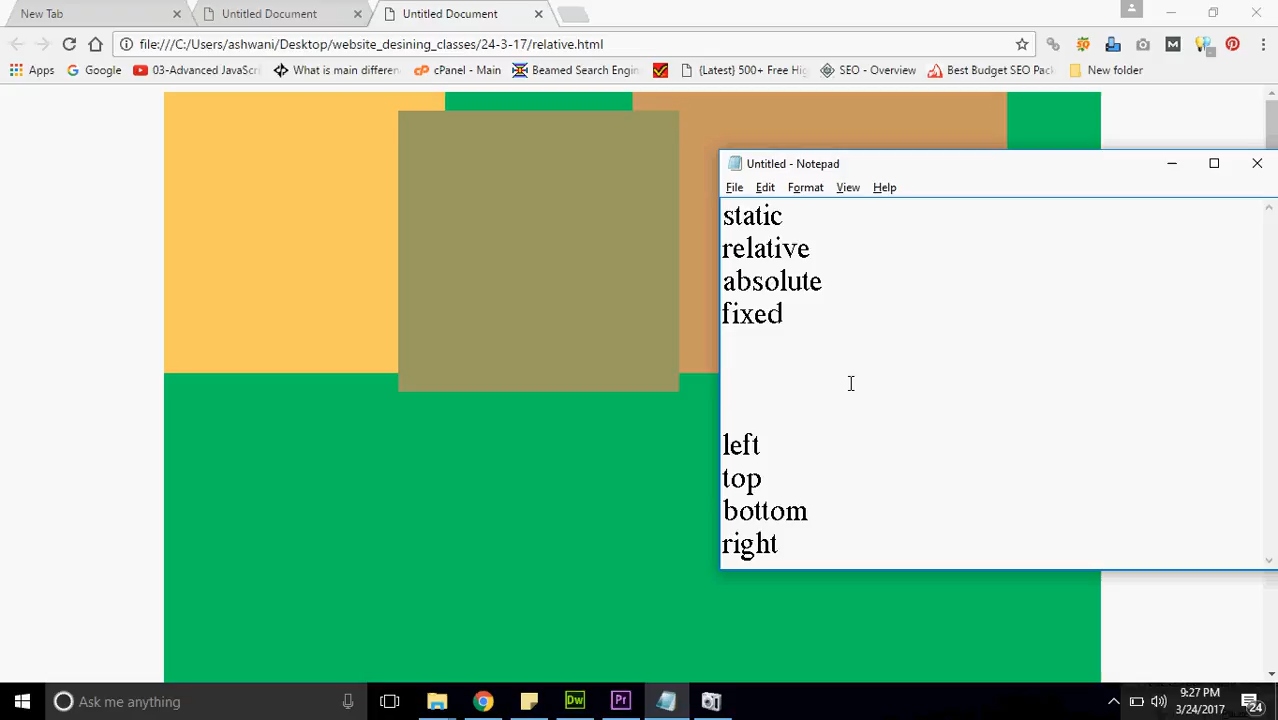 New Tab
Untitled Document
Untitled Document
file:///C:/Users/ashwani/Desktop/website_desining_classes/24-3-17/relative.html
Apps
Google
03-Advanced JavaScri
What is main differen
cPanel - Main
Beamed Search Engin
{Latest} 500+ Free Hig
SEO - Overview
Best Budget SEO Pack
New folder
Untitled - Notepad
File Edit Format View Help
static
relative
absolute
fixed
left
top
bottom
right
Ask me anything
Dw
Pr
9:27 PM
3/24/2017
24